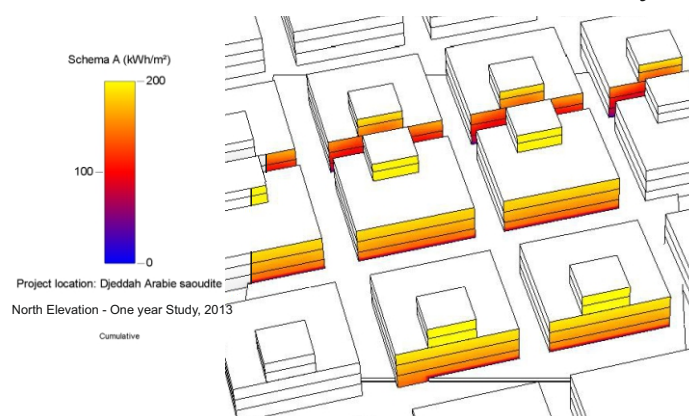 Schema A (kWh/m²)
200
100
0
Project location: Djeddah Arabie saoudite
North Elevation - One year Study, 2013
Cumulative